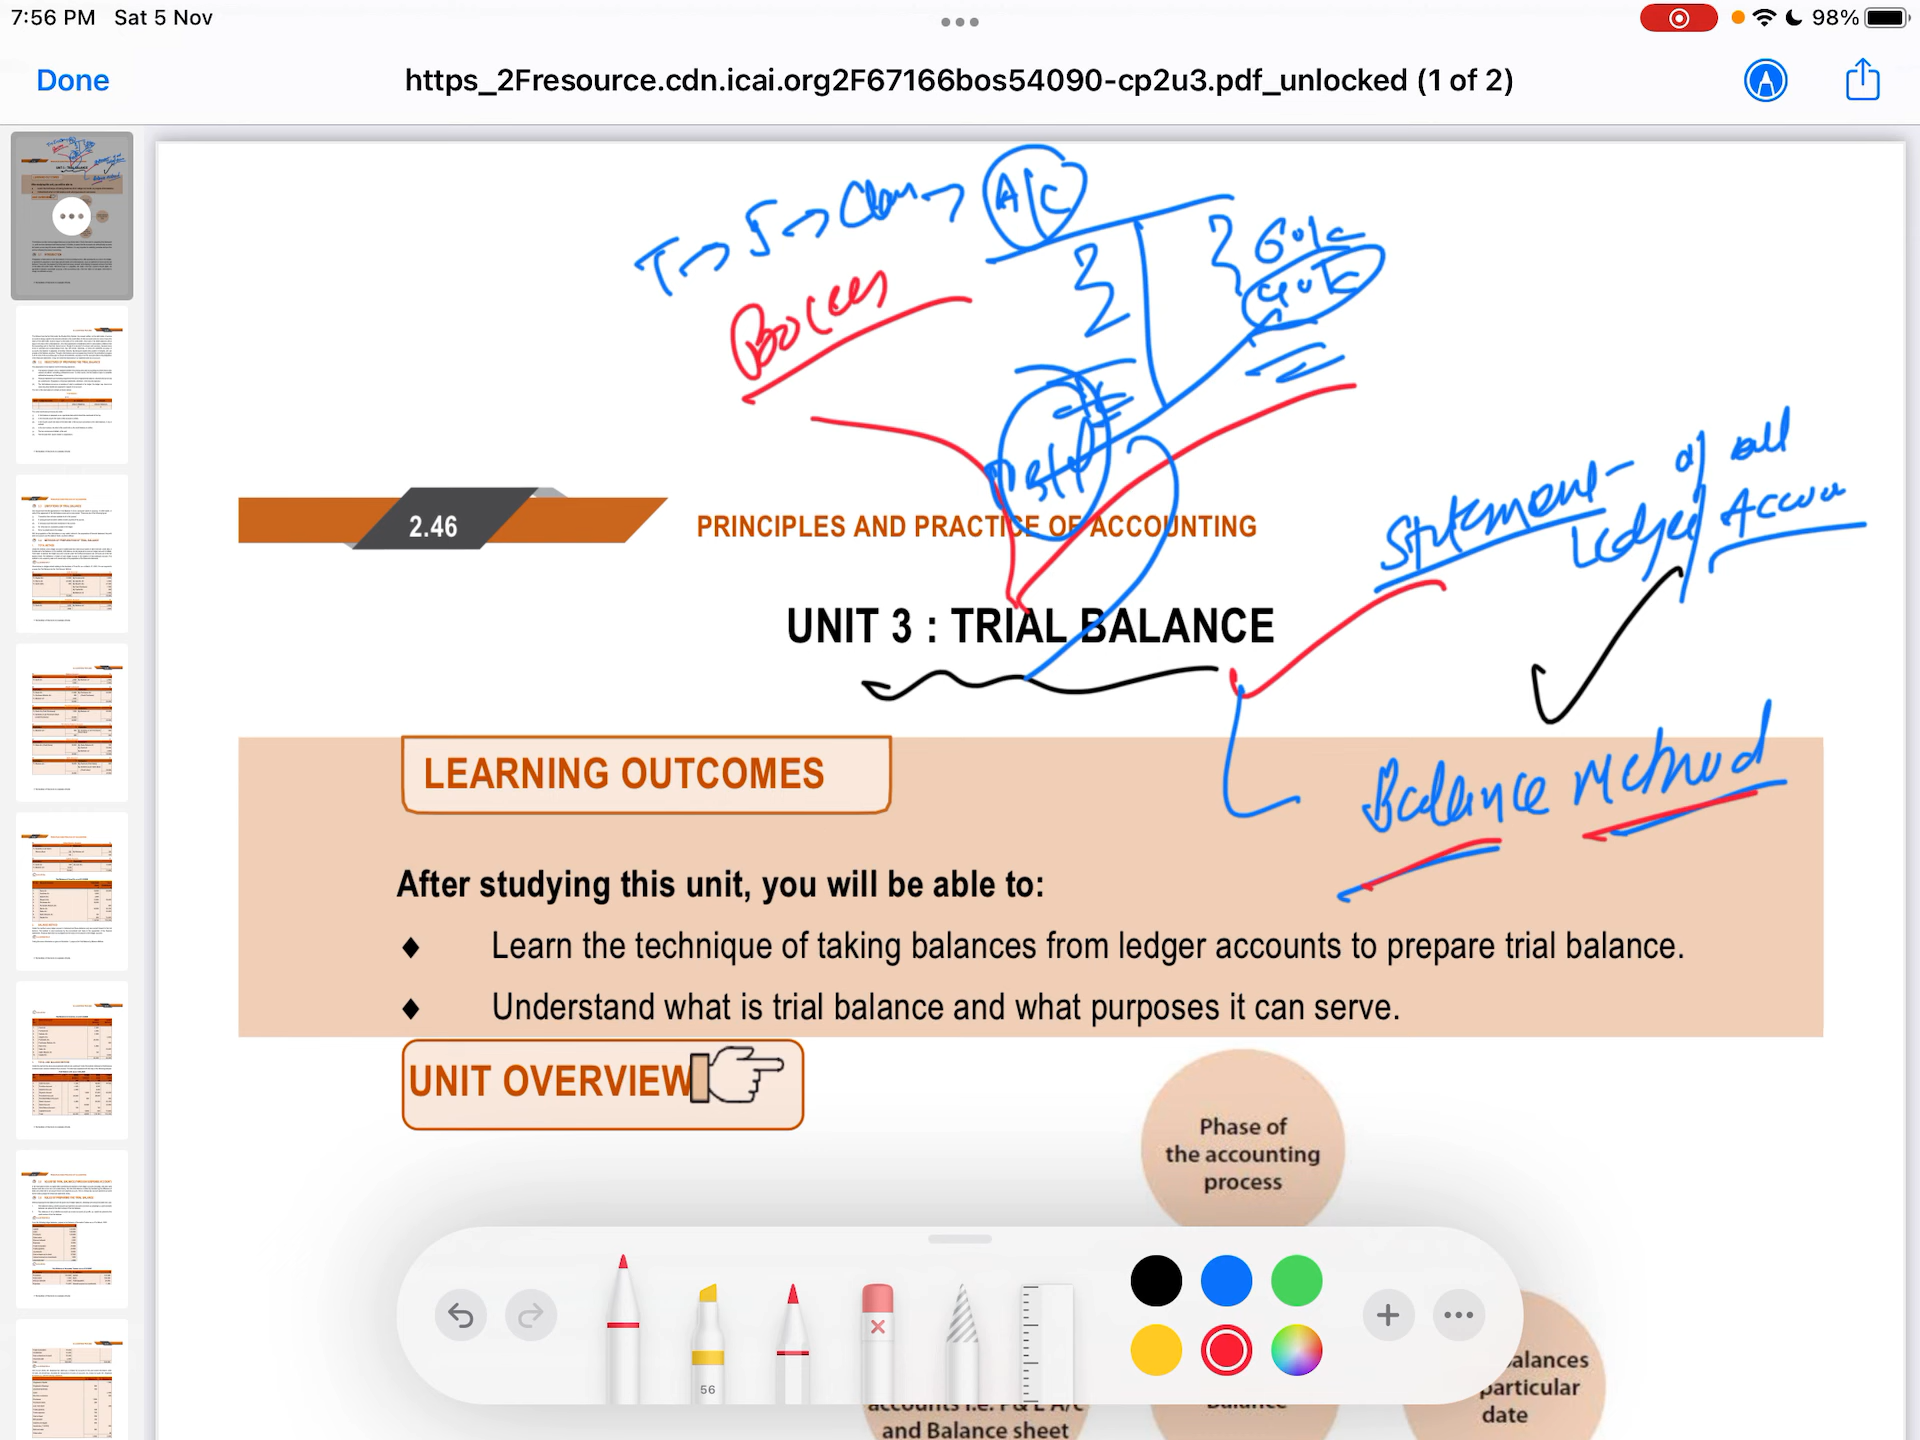 7:56 PM Sat 5 Nov
98%
Done
https_2Fresource.cdn.icai.org2F67166bos54090-cp2u3.pdf_unlocked (1 of 2)
T → J → → A/C
2.46
PRINCIPLES AND PRACTICE OF ACCOUNTING
Statement of all
Ledger
UNIT 3 : TRIAL BALANCE
Balance Method
LEARNING OUTCOMES
After studying this unit, you will be able to:
♦ Learn the technique of taking balances from ledger accounts to prepare trial balance.
♦ Understand what is trial balance and what purposes it can serve.
UNIT OVERVIEW
Phase of
the accounting
process
56
alances
particular
date
accounts i.e. P & L A/c
and Balance sheet
Balance